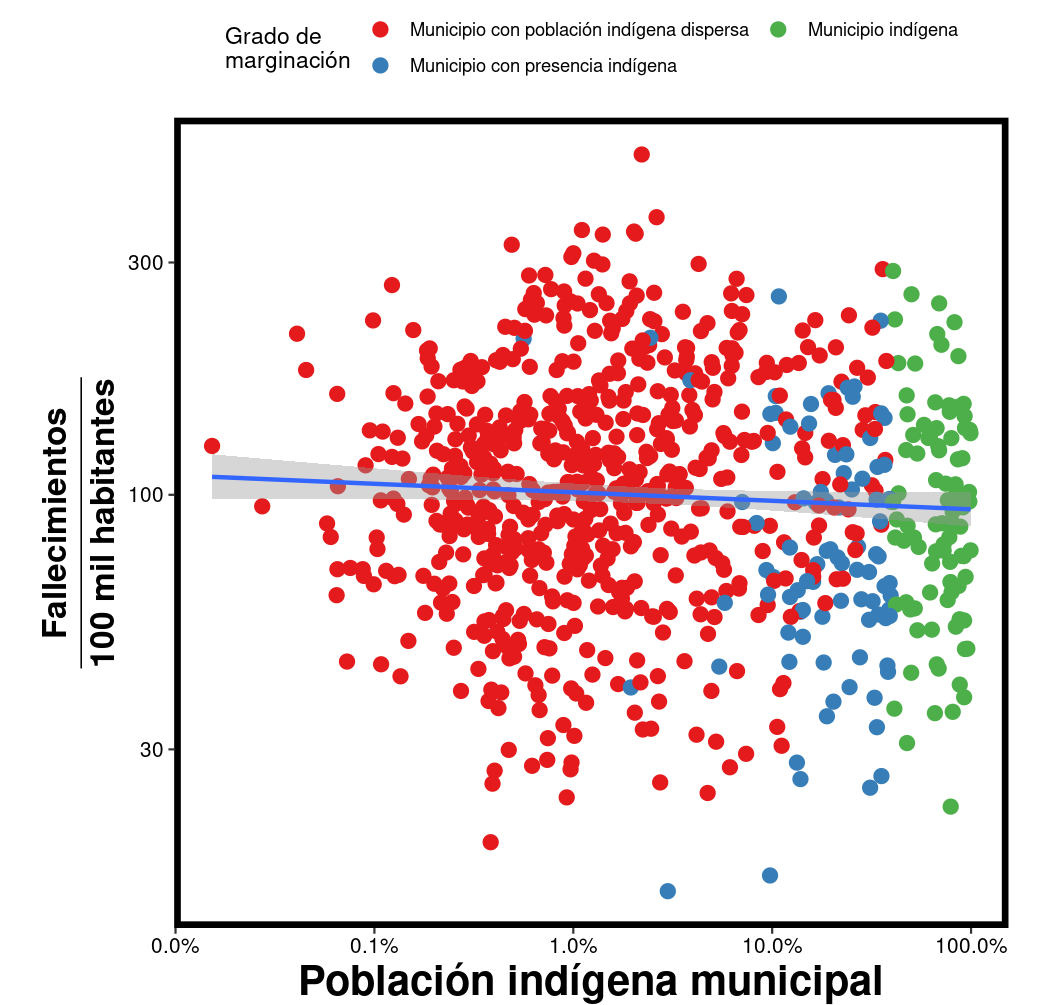 Grado de
marginación
Municipio con población indígena dispersa
Municipio indígena
Municipio con presencia indígena
Fallecimientos
100 mil habitantes
300
100
30
0.0%
0.1%
1.0%
10.0%
100.0%
Población indígena municipal